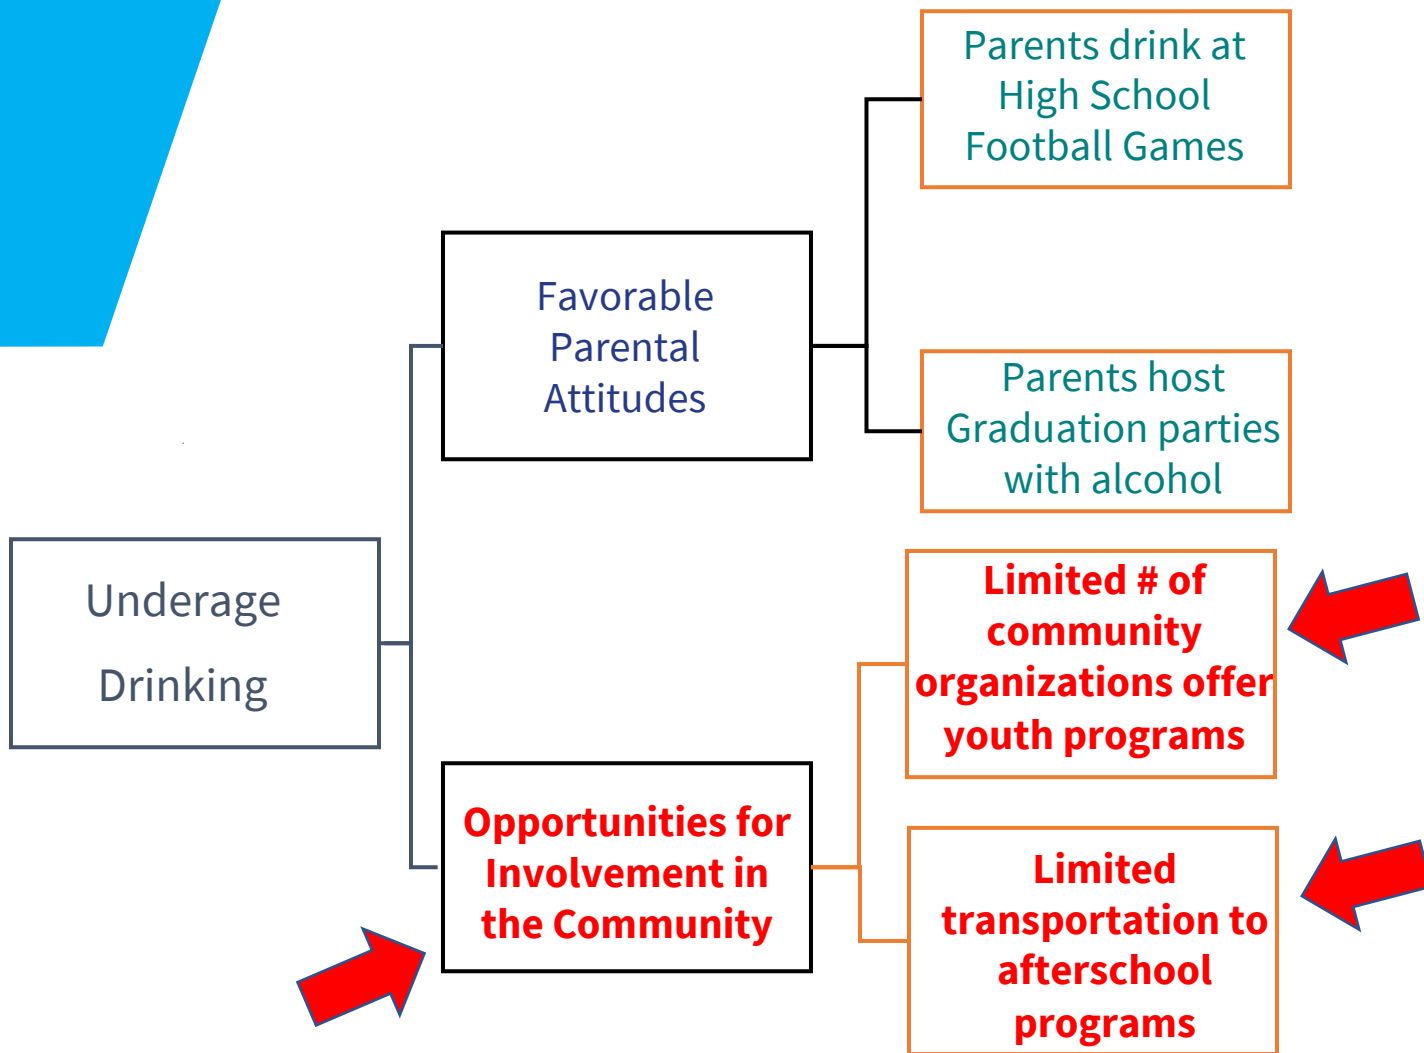 Parents drink at
High School
Football Games
Favorable
Parental
Attitudes
Parents host
Graduation parties
with alcohol
Underage
Drinking
Limited # of
community
organizations offer
youth programs
Opportunities for
Involvement in
the Community
Limited
transportation to
afterschool
programs